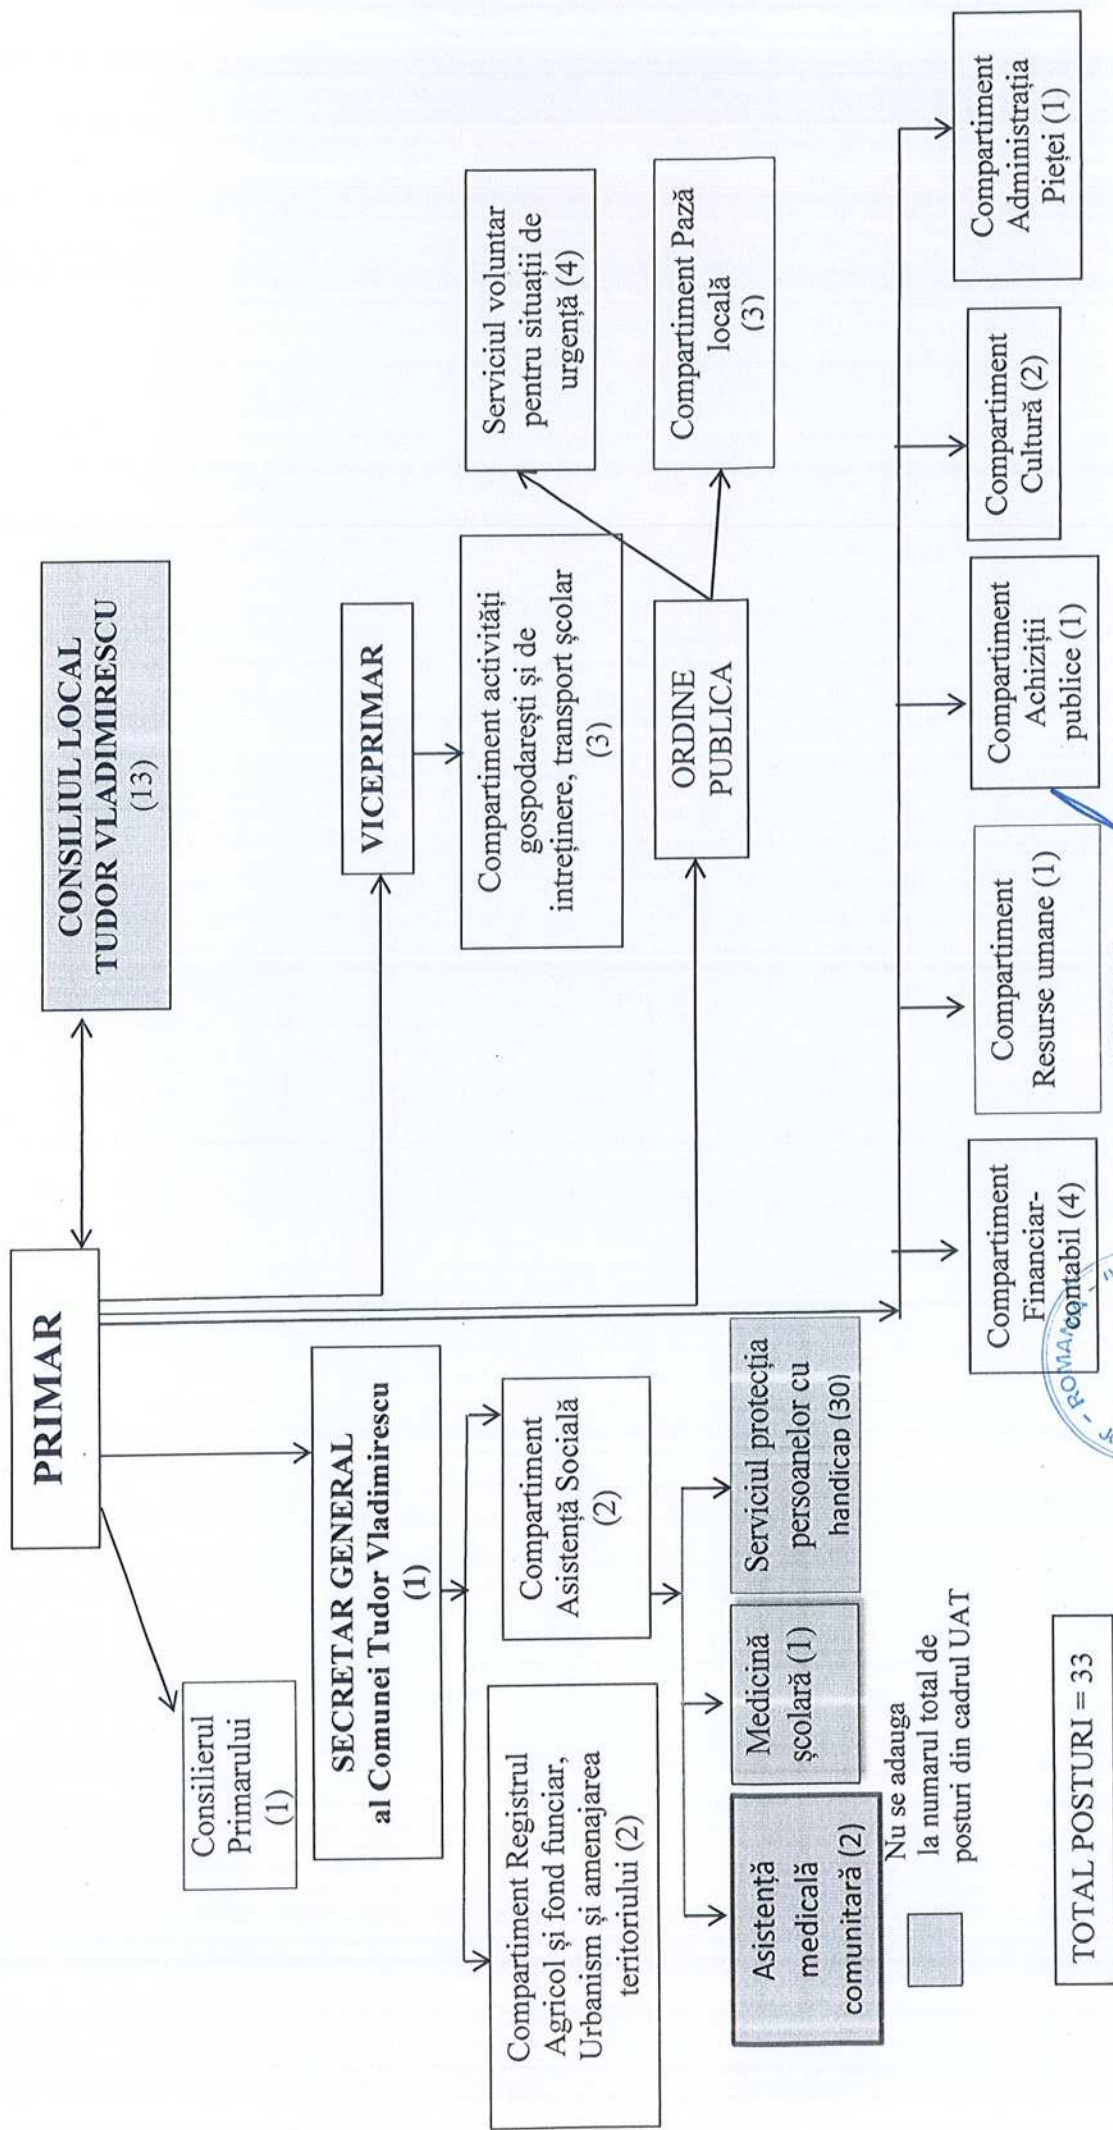 PRIMAR
CONSILIUL LOCAL
TUDOR VLADIMIRESCU
(13)
Consilierul
Primarului
(1)
SECRETAR GENERAL
al Comunei Tudor Vladimirescu
(1)
VICEPRIMAR
Compartiment Registrul
Agricol și fond funciar,
Urbanism și amenajarea
teritoriului (2)
Compartiment
Asistență Socială
(2)
Compartiment activități
gospodarești și de
intreținere, transport școlar
(3)
Serviciul voluntar
pentru situații de
urgență (4)
Asistență
medicală
comunitară (2)
Medicină
școlară (1)
Serviciul protecția
persoanelor cu
handicap (30)
ORDINE
PUBLICA
Compartiment Pază
locală
(3)
Nu se adauga
la numarul total de
posturi din cadrul UAT
Compartiment
Financiar-
contabil (4)
Compartiment
Resurse umane (1)
Compartiment
Achiziții
publice (1)
Compartiment
Cultură (2)
Compartiment
Administrația
Pieței (1)
TOTAL POSTURI = 33